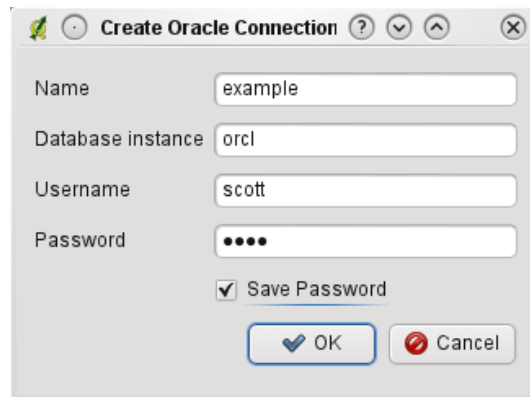 Create Oracle Connection
Name example
Database instance orcl
Username scott
Password ••••
Save Password
OK Cancel